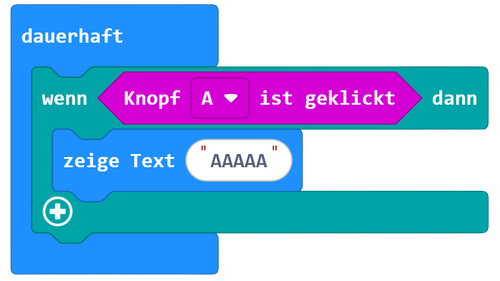 dauerhaft
wenn Knopf A ist geklickt dann
zeige Text "AAAAA"